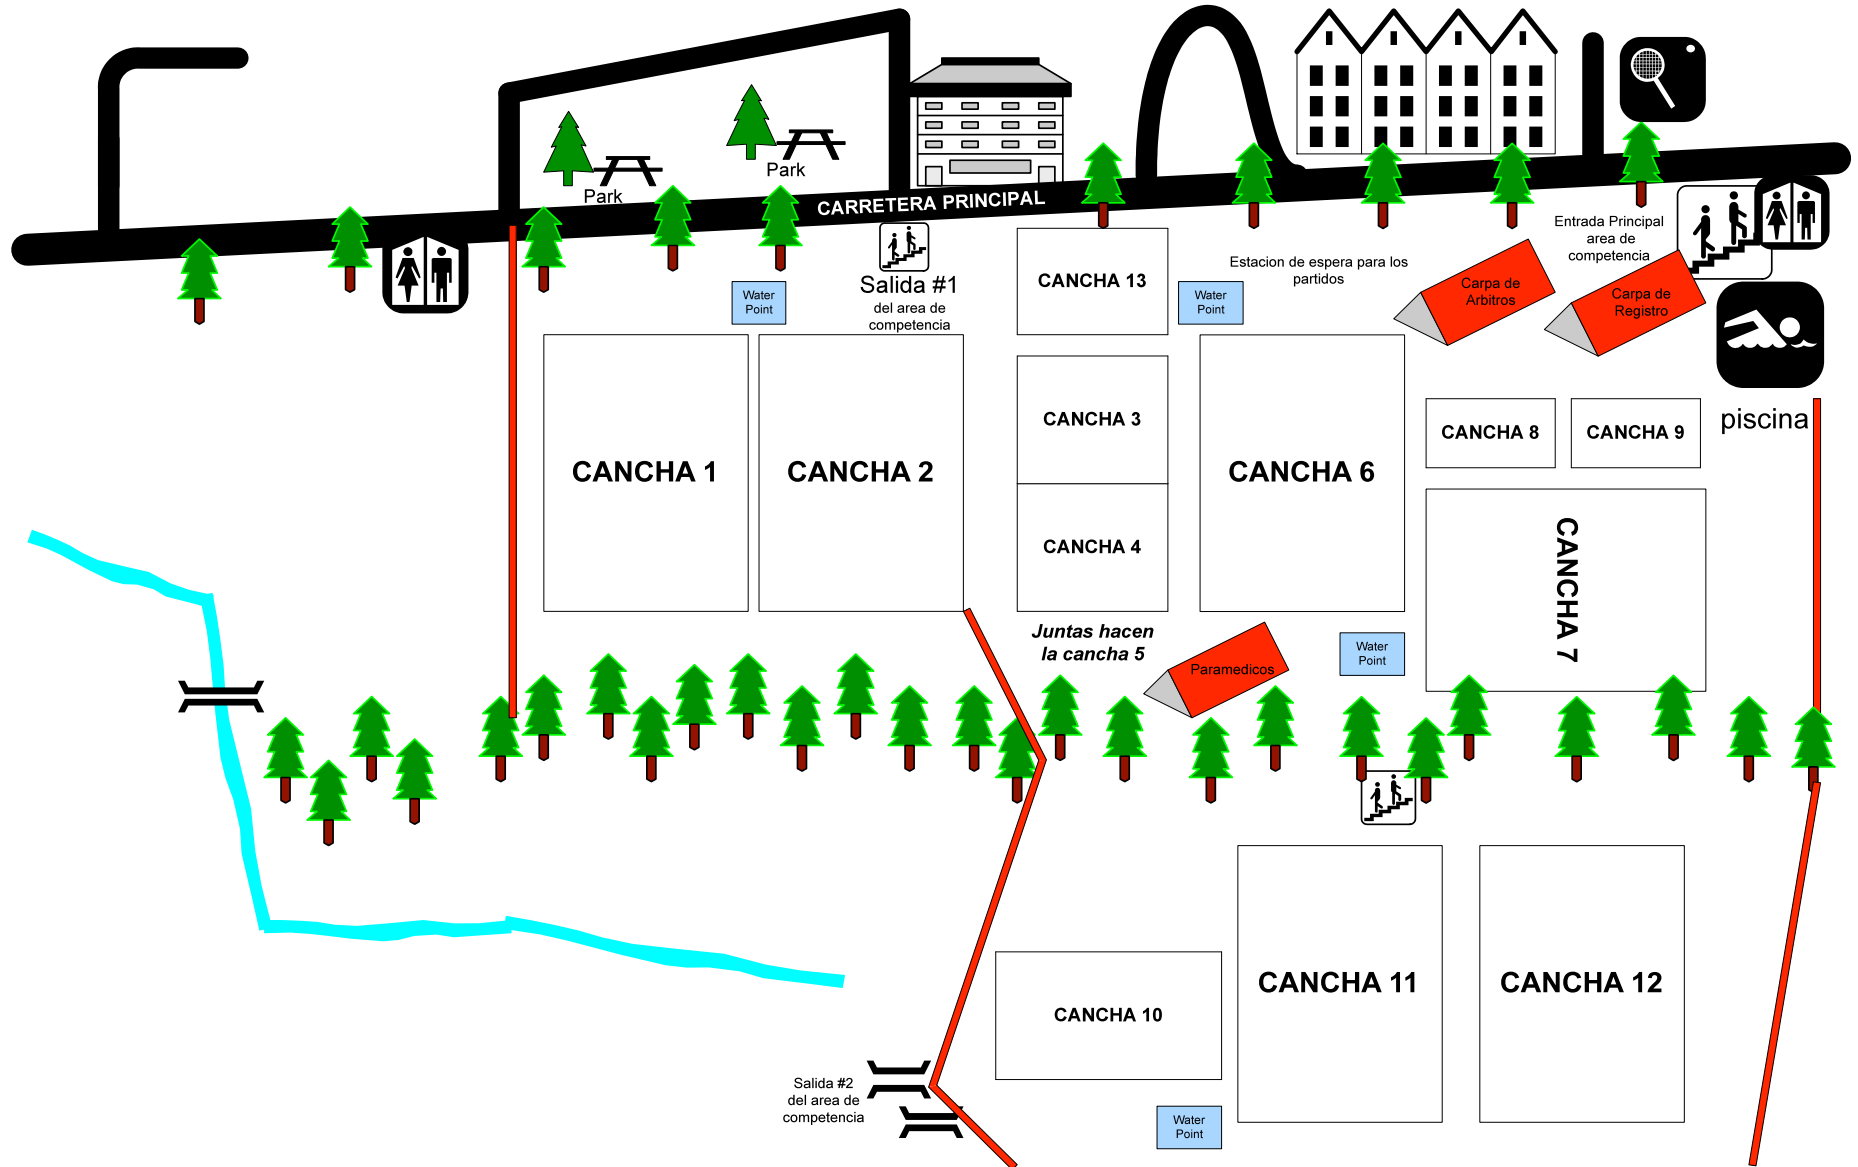 Park
Park
CARRETERA PRINCIPAL
Entrada Principal
area de
competencia
Estacion de espera para los
partidos
Salida #1
del area de
competencia
Water
Point
CANCHA 13
Water
Point
Carpa de
Arbitros
Carpa de
Registro
piscina
CANCHA 1
CANCHA 2
CANCHA 3
CANCHA 4
CANCHA 6
CANCHA 8
CANCHA 9
CANCHA 7
Juntas hacen
la cancha 5
Paramedicos
Water
Point
CANCHA 10
CANCHA 11
CANCHA 12
Salida #2
del area de
competencia
Water
Point